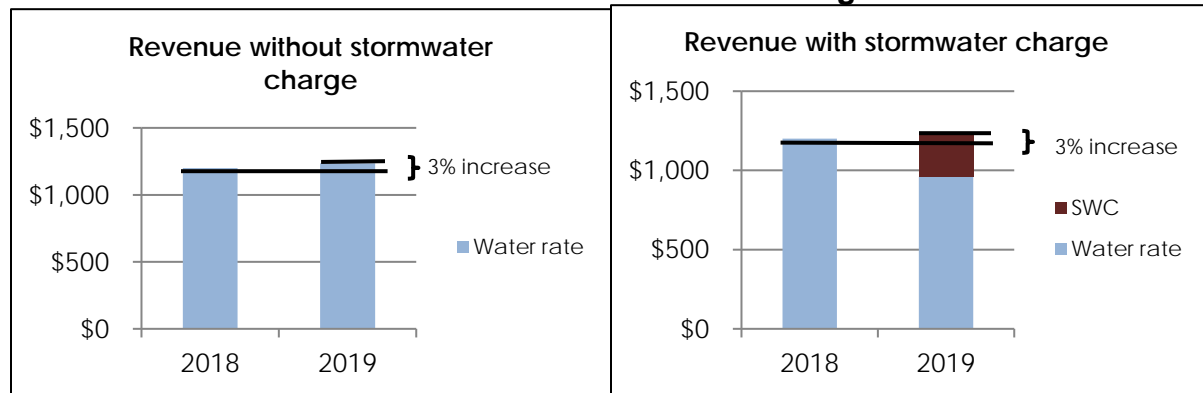 Revenue without stormwater
charge
$1,500
$1,000
$500
$0
2018
2019
} 3% increase
Water rate
Revenue with stormwater charge
$1,500
$1,000
$500
$0
2018
2019
} 3% increase
SWC
Water rate